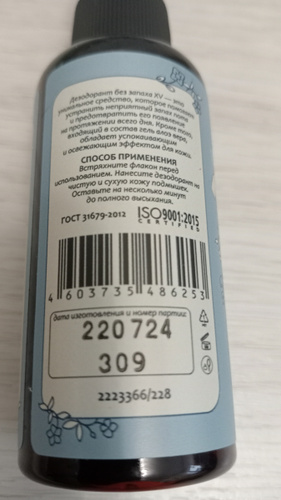 Дезодорант без запаха XV — это
уникальное средство, которое поможет
устранить неприятный запах пота
и предотвратить его появление
на протяжении всего дня. Кроме того,
входящий в состав гель алоэ вера,
обладает успокаивающим
и освежающим эффектом для кожи.
СПОСОБ ПРИМЕНЕНИЯ
Встряхните флакон перед
использованием. Нанесите дезодорант на
чистую и сухую кожу подмышек.
Оставьте на несколько минут
до полного высыхания.
ГОСТ 31679-2012 ISO9001:2015
CERTIFIED
4 603735 486253
дата изготовления и номер партии:
220724
309
2223366/228